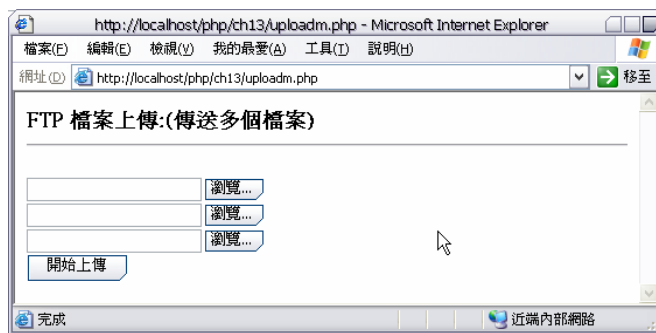 http://localhost/php/ch13/uploadm.php - Microsoft Internet Explorer
檔案(F) 編輯(E) 檢視(V) 我的最愛(A) 工具(T) 說明(H)
網址(D) http://localhost/php/ch13/uploadm.php 移至
FTP 檔案上傳:(傳送多個檔案)
瀏覽...
瀏覽...
瀏覽...
開始上傳
完成 近端內部網路